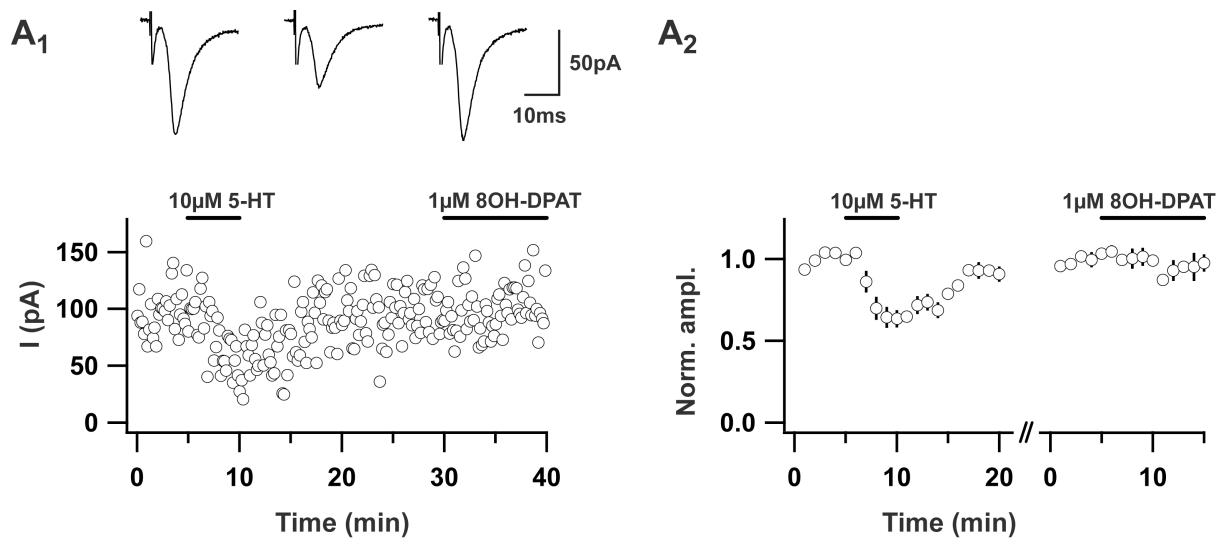 A1
A2
50pA
10ms
10µM 5-HT
1µM 8OH-DPAT
10µM 5-HT
1µM 8OH-DPAT
I (pA)
150
100
50
0
0
10
20
30
40
Time (min)
Norm. ampl.
1.0
0.5
0.0
0
10
20
0
10
Time (min)